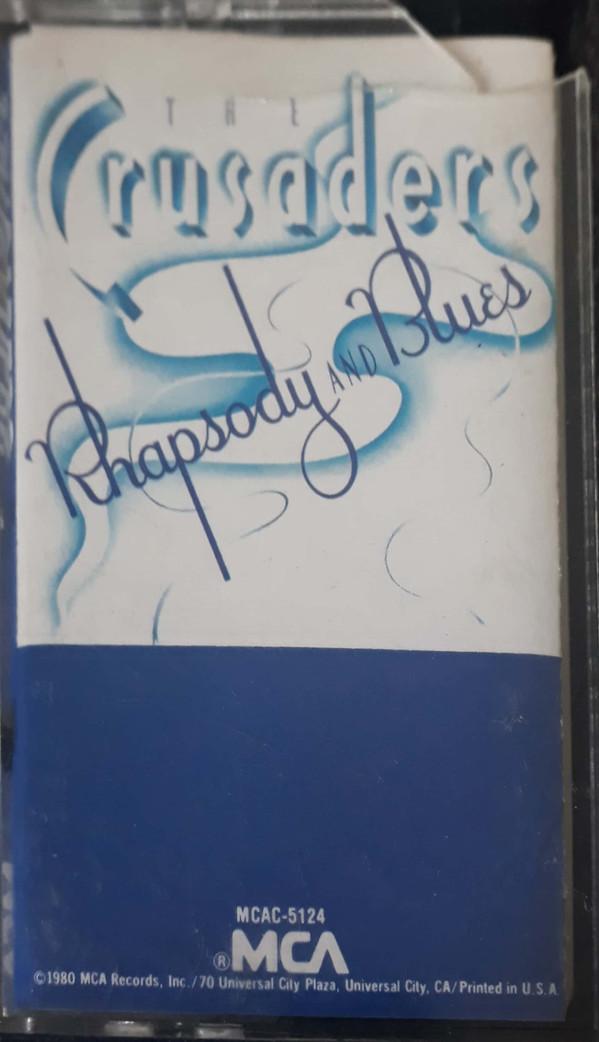 THE
Crusaders
Rhapsody AND Blues
MCAC-5124
®MCA
©1980 MCA Records, Inc./70 Universal City Plaza, Universal City, CA/Printed in U.S.A.